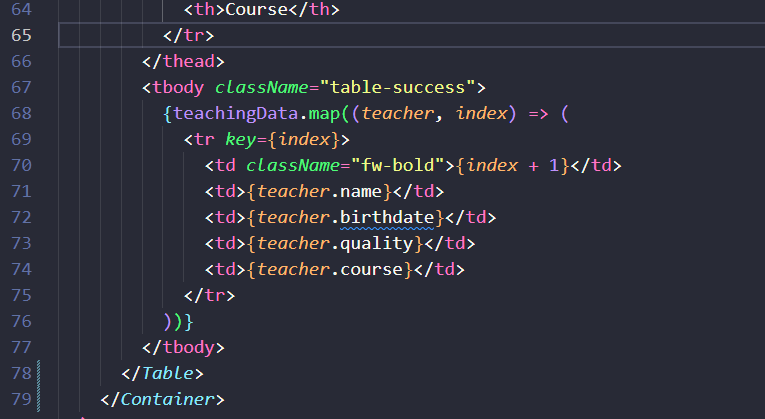 64 <th>Course</th>
65 </tr>
66 </thead>
67 <tbody className="table-success">
68 {teachingData.map((teacher, index) => (
69 <tr key={index}>
70 <td className="fw-bold">{index + 1}</td>
71 <td>{teacher.name}</td>
72 <td>{teacher.birthdate}</td>
73 <td>{teacher.quality}</td>
74 <td>{teacher.course}</td>
75 </tr>
76 ))}
77 </tbody>
78 </Table>
79 </Container>